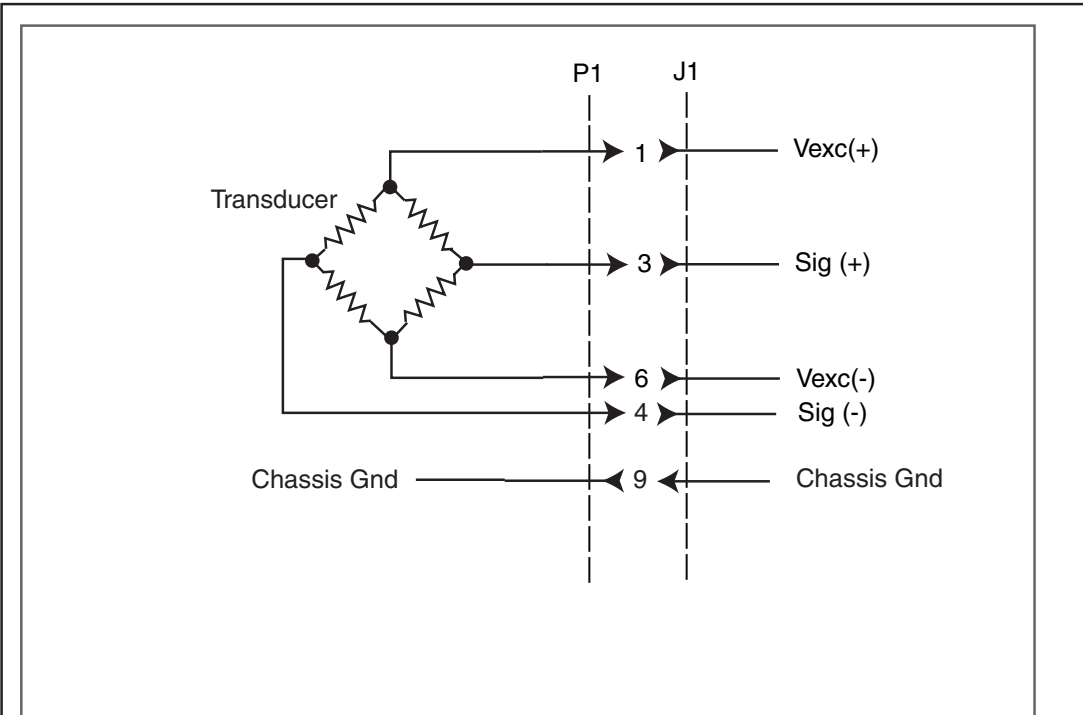 P1 J1
1 Vexc(+)
Transducer
3 Sig (+)
6 Vexc(-)
4 Sig (-)
Chassis Gnd 9 Chassis Gnd